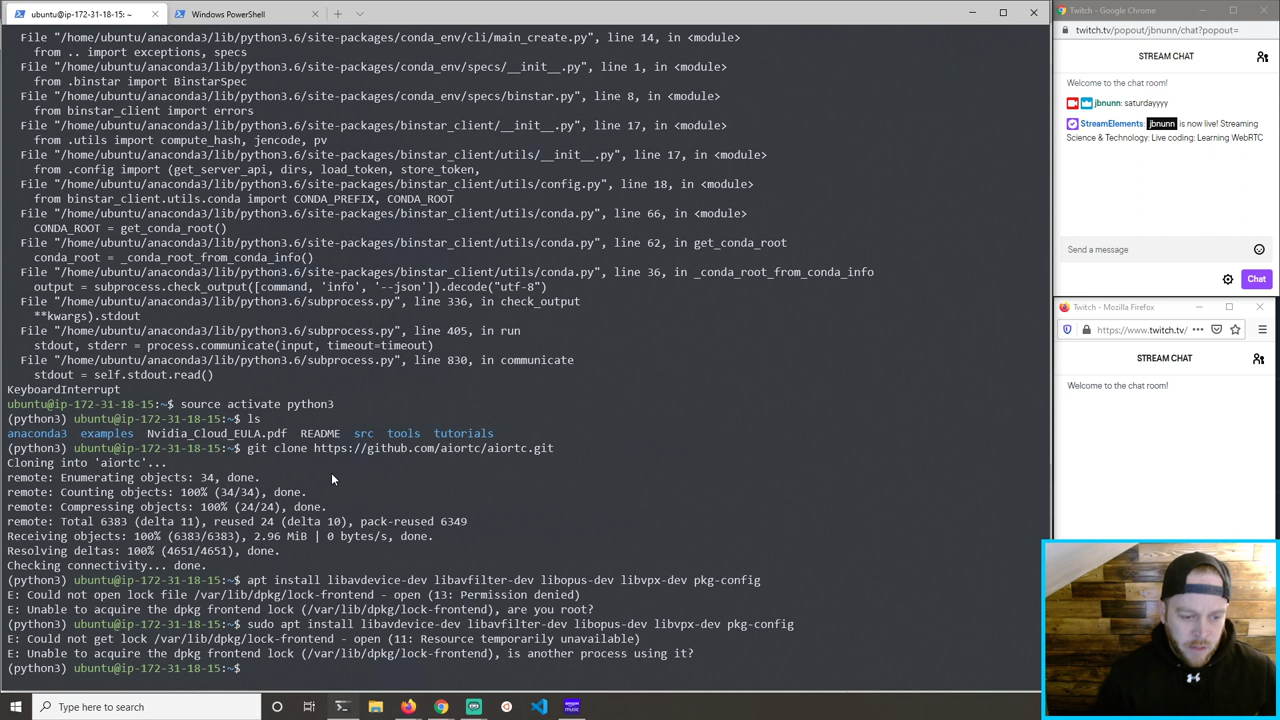 ubuntu@ip-172-31-18-15: ~
Windows PowerShell
File "/home/ubuntu/anaconda3/lib/python3.6/site-packages/conda_env/cli/main_create.py", line 14, in <module>
from .. import exceptions, specs
File "/home/ubuntu/anaconda3/lib/python3.6/site-packages/conda_env/specs/__init__.py", line 1, in <module>
from .binstar import BinstarSpec
File "/home/ubuntu/anaconda3/lib/python3.6/site-packages/conda_env/specs/binstar.py", line 8, in <module>
from binstar_client import errors
File "/home/ubuntu/anaconda3/lib/python3.6/site-packages/binstar_client/__init__.py", line 17, in <module>
from .utils import compute_hash, jencode, pv
File "/home/ubuntu/anaconda3/lib/python3.6/site-packages/binstar_client/utils/__init__.py", line 17, in <module>
from .config import (get_server_api, dirs, load_token, store_token,
File "/home/ubuntu/anaconda3/lib/python3.6/site-packages/binstar_client/utils/config.py", line 18, in <module>
from binstar_client.utils.conda import CONDA_PREFIX, CONDA_ROOT
File "/home/ubuntu/anaconda3/lib/python3.6/site-packages/binstar_client/utils/conda.py", line 66, in <module>
CONDA_ROOT = get_conda_root()
File "/home/ubuntu/anaconda3/lib/python3.6/site-packages/binstar_client/utils/conda.py", line 62, in get_conda_root
conda_root = _conda_root_from_conda_info()
File "/home/ubuntu/anaconda3/lib/python3.6/site-packages/binstar_client/utils/conda.py", line 36, in _conda_root_from_conda_info
output = subprocess.check_output([command, 'info', '--json']).decode("utf-8")
File "/home/ubuntu/anaconda3/lib/python3.6/subprocess.py", line 336, in check_output
**kwargs).stdout
File "/home/ubuntu/anaconda3/lib/python3.6/subprocess.py", line 405, in run
stdout, stderr = process.communicate(input, timeout=timeout)
File "/home/ubuntu/anaconda3/lib/python3.6/subprocess.py", line 830, in communicate
stdout = self.stdout.read()
KeyboardInterrupt
ubuntu@ip-172-31-18-15:~$ source activate python3
(python3) ubuntu@ip-172-31-18-15:~$ ls
anaconda3 examples Nvidia_Cloud_EULA.pdf README src tools tutorials
(python3) ubuntu@ip-172-31-18-15:~$ git clone https://github.com/aiortc/aiortc.git
Cloning into 'aiortc'...
remote: Enumerating objects: 34, done.
remote: Counting objects: 100% (34/34), done.
remote: Compressing objects: 100% (24/24), done.
remote: Total 6383 (delta 11), reused 24 (delta 10), pack-reused 6349
Receiving objects: 100% (6383/6383), 2.96 MiB | 0 bytes/s, done.
Resolving deltas: 100% (4651/4651), done.
Checking connectivity... done.
(python3) ubuntu@ip-172-31-18-15:~$ apt install libavdevice-dev libavfilter-dev libopus-dev libvpx-dev pkg-config
E: Could not open lock file /var/lib/dpkg/lock-frontend - open (13: Permission denied)
E: Unable to acquire the dpkg frontend lock (/var/lib/dpkg/lock-frontend), are you root?
(python3) ubuntu@ip-172-31-18-15:~$ sudo apt install libavdevice-dev libavfilter-dev libopus-dev libvpx-dev pkg-config
E: Could not get lock /var/lib/dpkg/lock-frontend - open (11: Resource temporarily unavailable)
E: Unable to acquire the dpkg frontend lock (/var/lib/dpkg/lock-frontend), is another process using it?
(python3) ubuntu@ip-172-31-18-15:~$
Type here to search
Twitch - Google Chrome
twitch.tv/popout/jbnunn/chat?popout=
STREAM CHAT
Welcome to the chat room!
jbnunn: saturdayyyy
StreamElements: jbnunn is now live! Streaming
Science & Technology: Live coding: Learning WebRTC
Send a message
Chat
Twitch - Mozilla Firefox
https://www.twitch.tv/
STREAM CHAT
Welcome to the chat room!